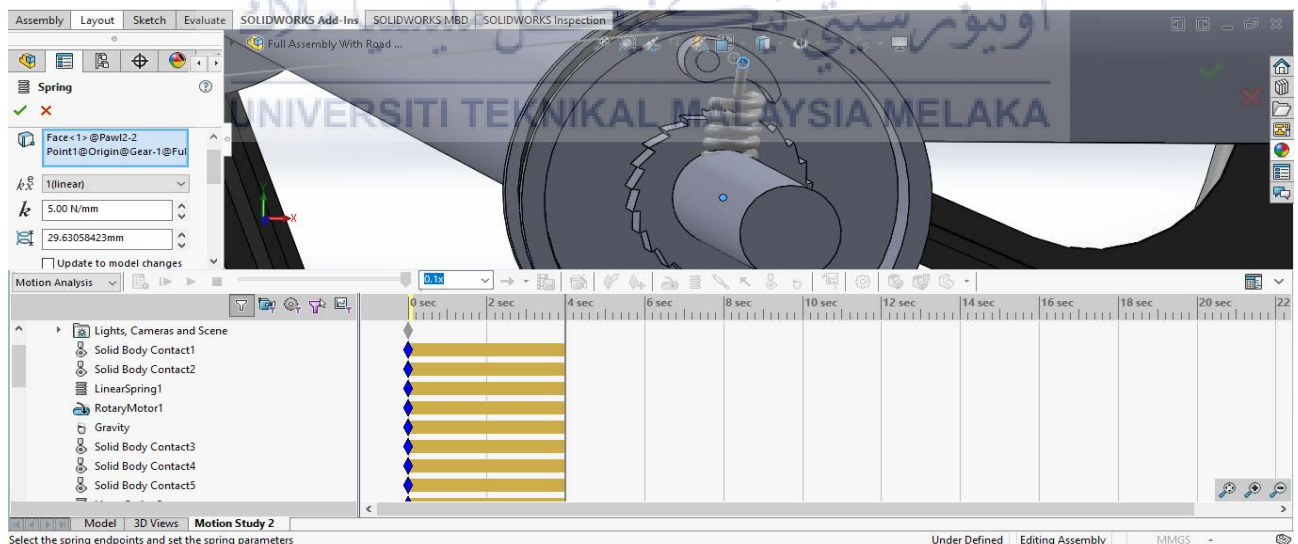 Assembly Layout Sketch Evaluate SOLIDWORKS Add-Ins SOLIDWORKS MBD SOLIDWORKS Inspection
Full Assembly With Road ...
Spring
UNIVERSITI TEKNIKAL MALAYSIA MELAKA
Face<1>@Pawl2-2
Point1@Origin@Gear-1@Ful
1(linear)
k 5.00 N/mm
29.63058423mm
Update to model changes
Y
X
Motion Analysis 0.1x
0 sec 2 sec 4 sec 6 sec 8 sec 10 sec 12 sec 14 sec 16 sec 18 sec 20 sec 22
Lights, Cameras and Scene
Solid Body Contact1
Solid Body Contact2
LinearSpring1
RotaryMotor1
Gravity
Solid Body Contact3
Solid Body Contact4
Solid Body Contact5
Model 3D Views Motion Study 2
Select the spring endpoints and set the spring parameters Under Defined Editing Assembly MMGS